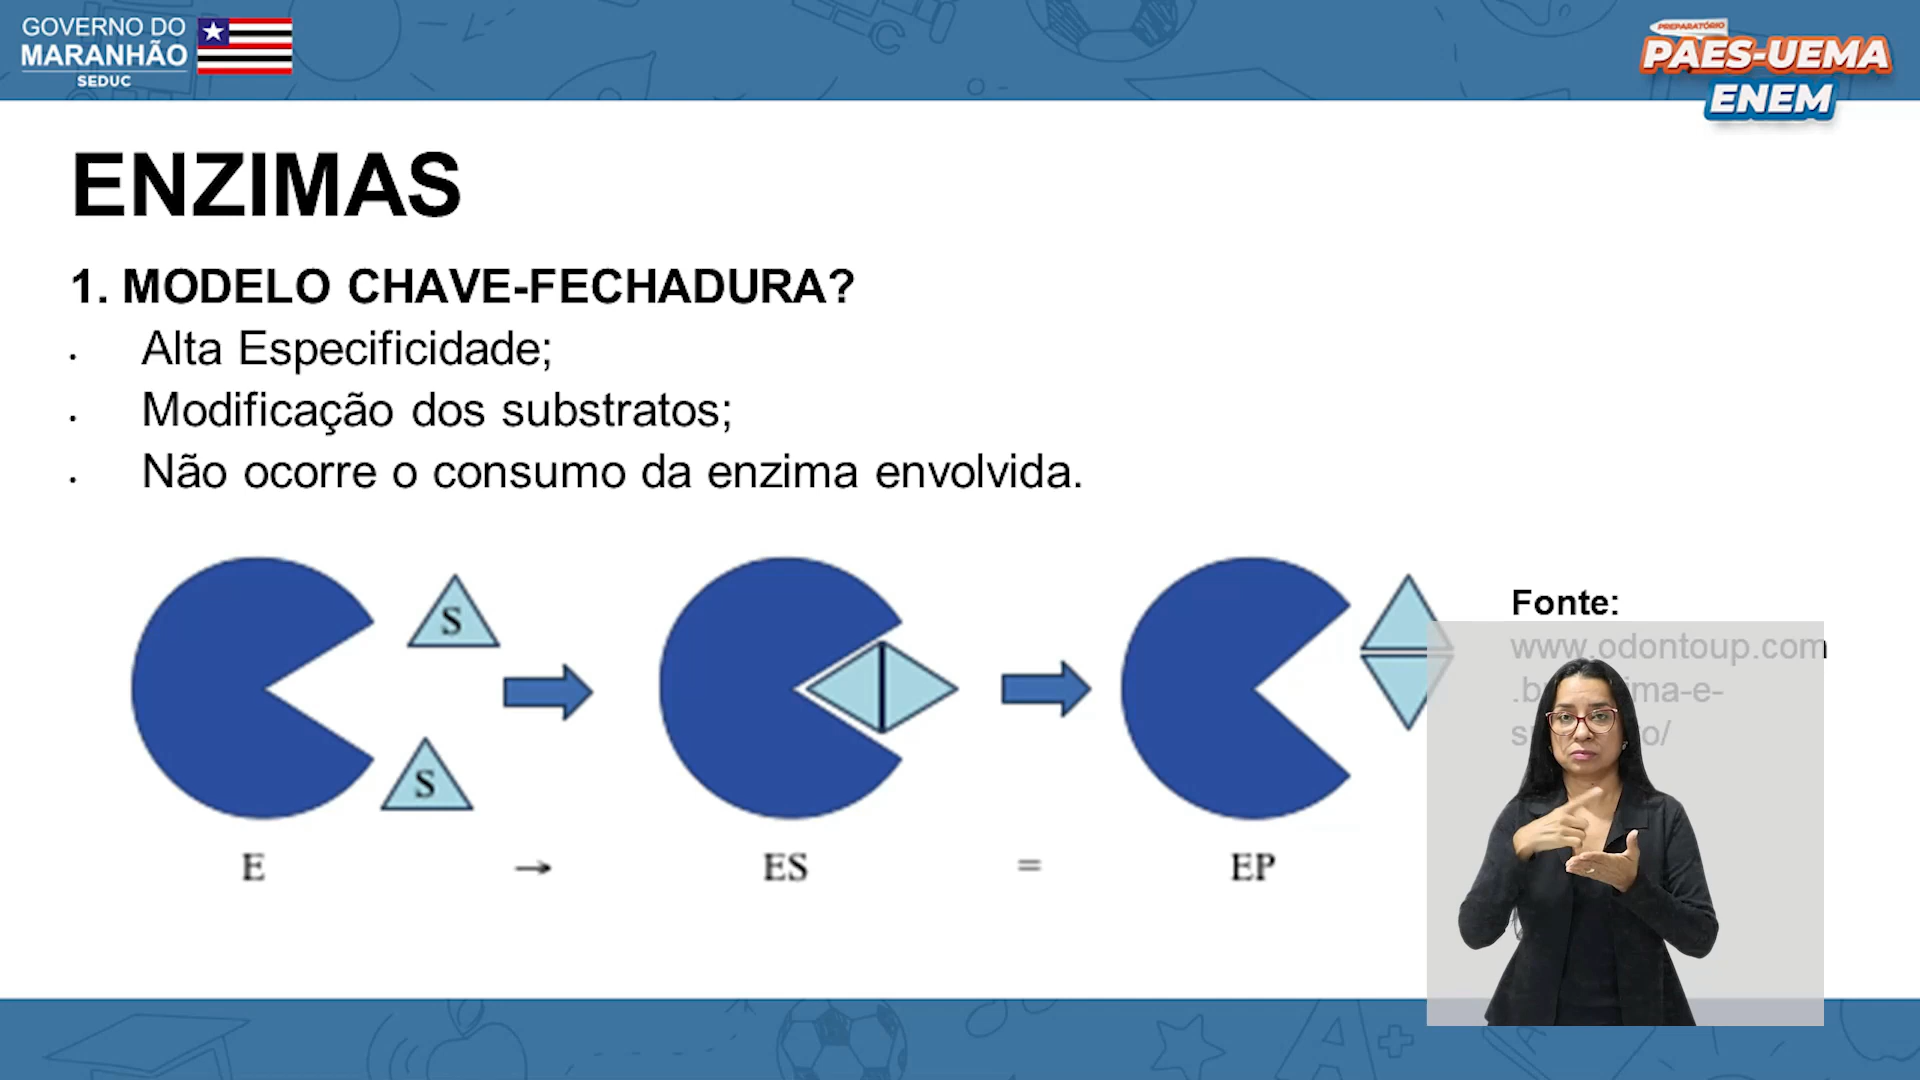 GOVERNO DO
MARANHÃO
SEDUC
PREPARATÓRIO
PAES-UEMA
ENEM
ENZIMAS
1. MODELO CHAVE-FECHADURA?
• Alta Especificidade;
• Modificação dos substratos;
• Não ocorre o consumo da enzima envolvida.
S
S
E → ES = EP
Fonte:
www.odontoup.com